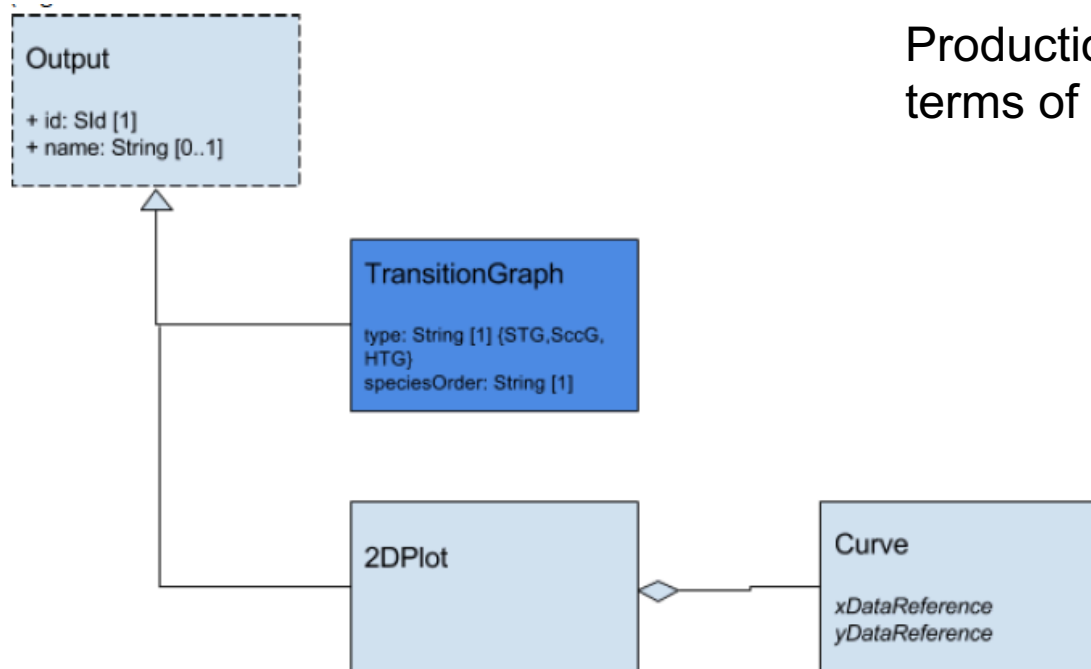 Output
+ id: SId [1]
+ name: String [0..1]
terms of
TransitionGraph
type: String [1] {STG,SccG,
HTG}
speciesOrder: String [1]
2DPlot
Curve
xDataReference
yDataReference